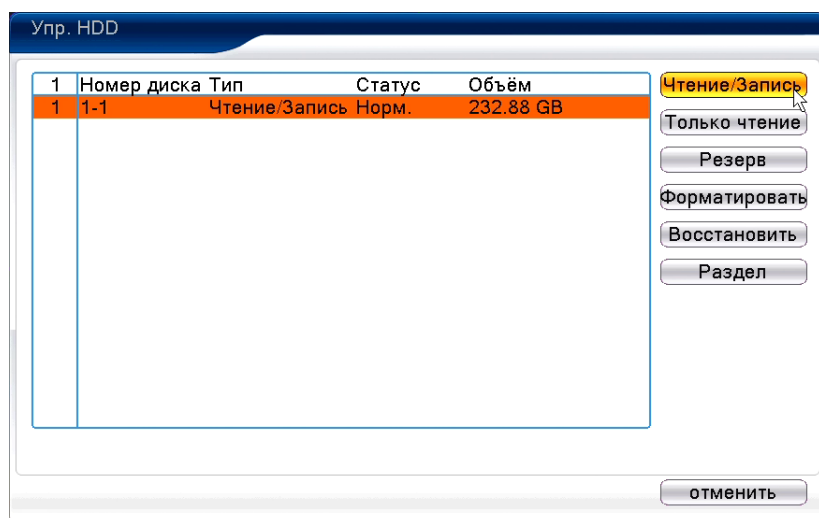 Упр. HDD
1 Номер диска Тип Статус Объём
1 1-1 Чтение/Запись Норм. 232.88 GB
Чтение/Запись
Только чтение
Резерв
Форматировать
Восстановить
Раздел
отменить